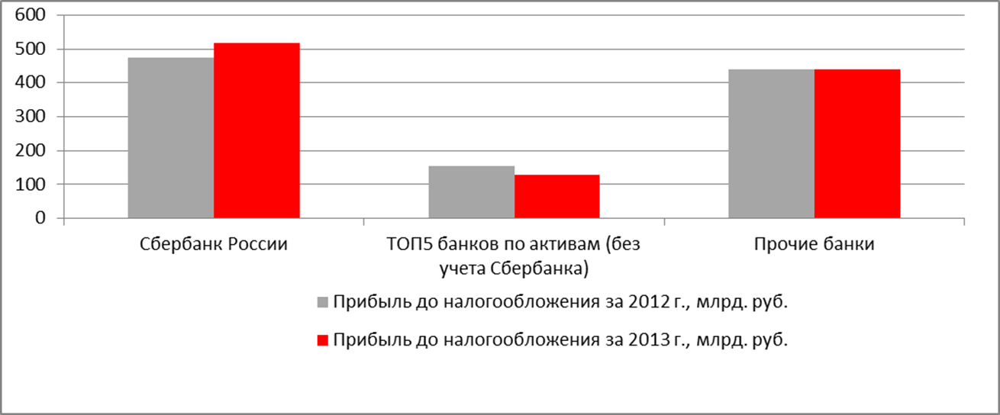 600
500
400
300
200
100
0
Сбербанк России
ТОП5 банков по активам (без
учета Сбербанка)
Прочие банки
Прибыль до налогообложения за 2012 г., млрд. руб.
Прибыль до налогообложения за 2013 г., млрд. руб.